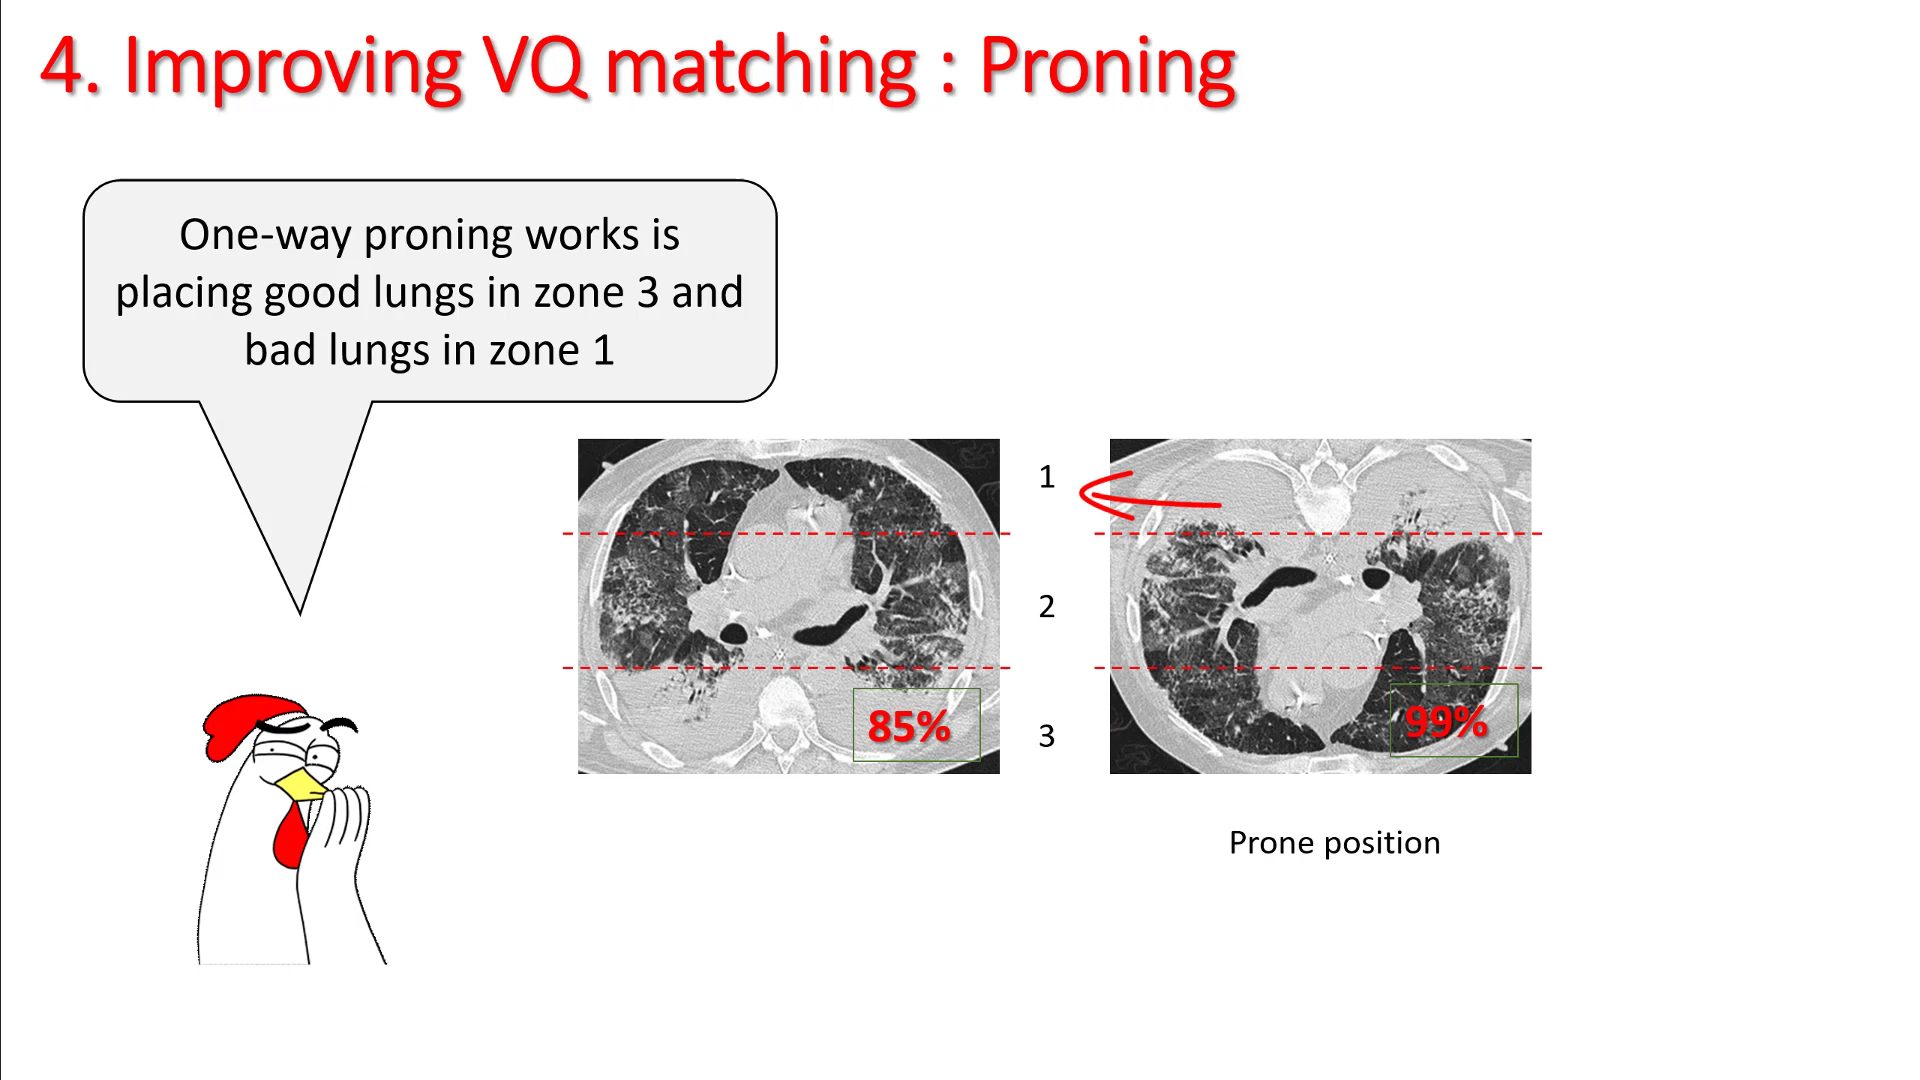 4. Improving VQ matching : Proning
One-way proning works is
placing good lungs in zone 3 and
bad lungs in zone 1
1
2
3
85%
99%
Prone position